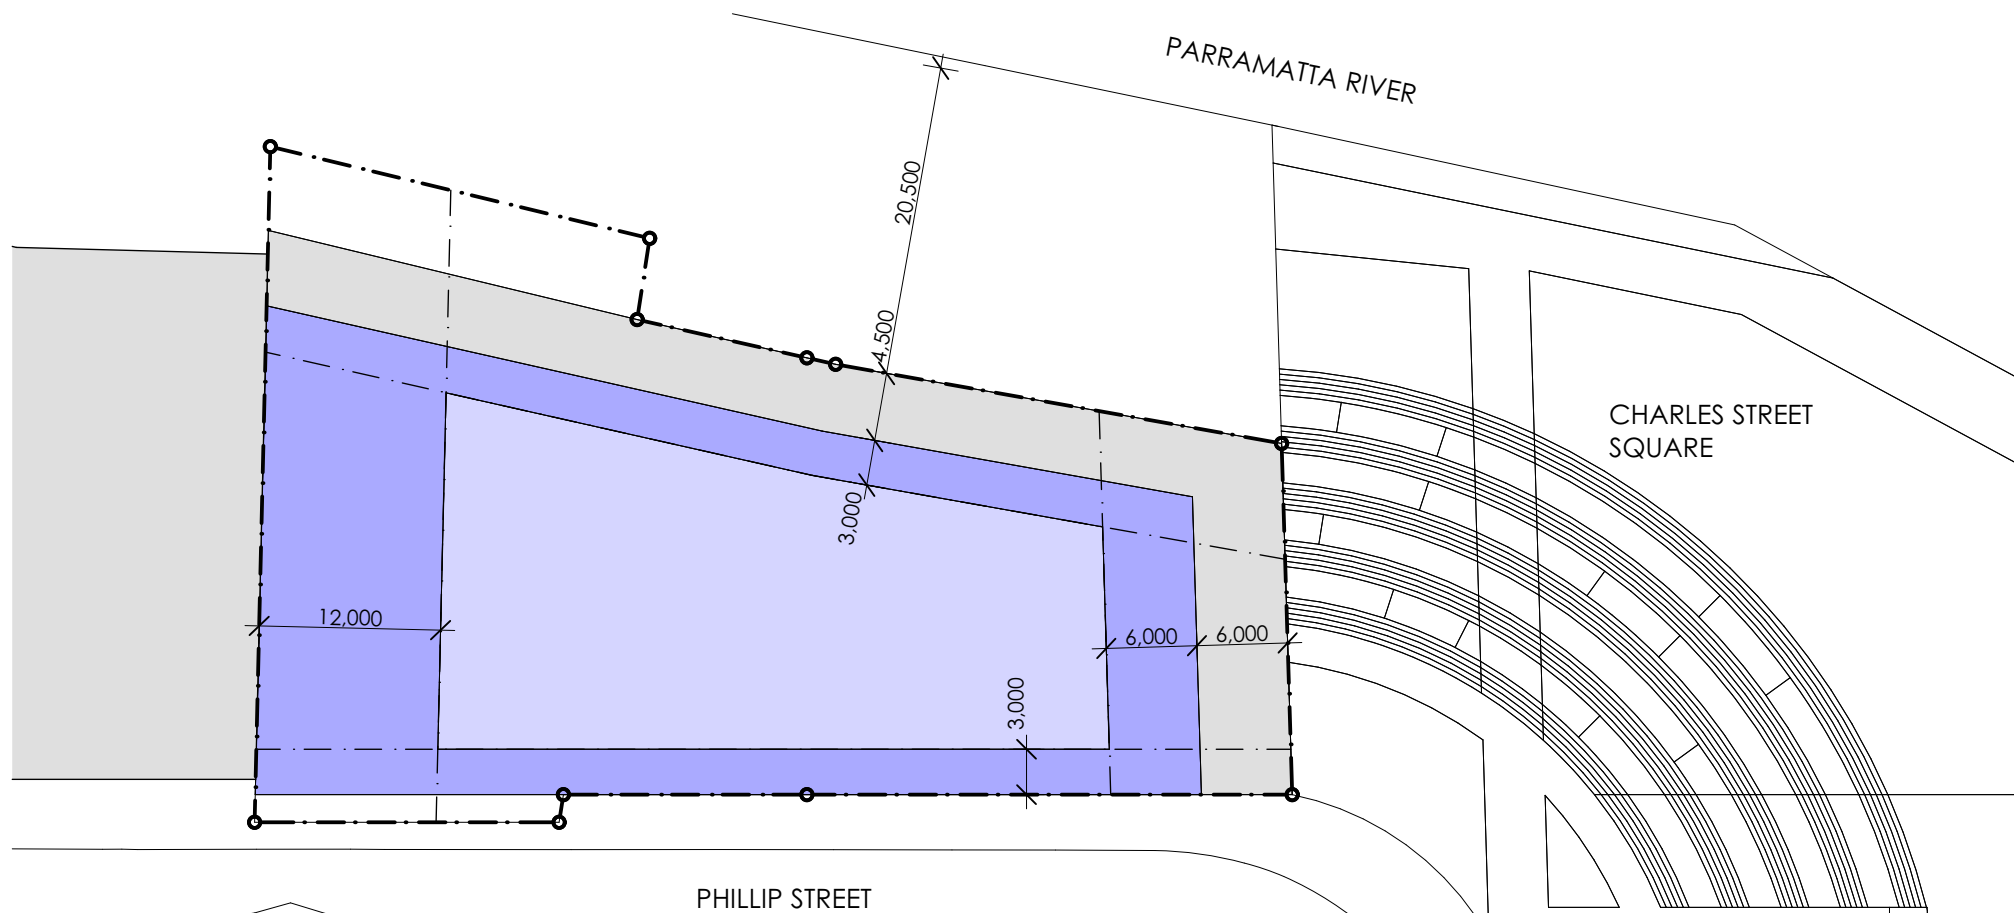 PARRAMATTA RIVER
20,500
4,500
CHARLES STREET
SQUARE
3,000
12,000
6,000
6,000
3,000
PHILLIP STREET